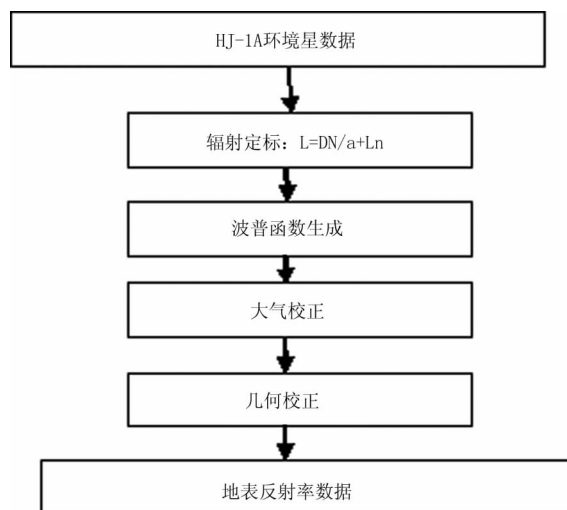 HJ-1A环境星数据
辐射定标：L=DN/a+Ln
波普函数生成
大气校正
几何校正
地表反射率数据